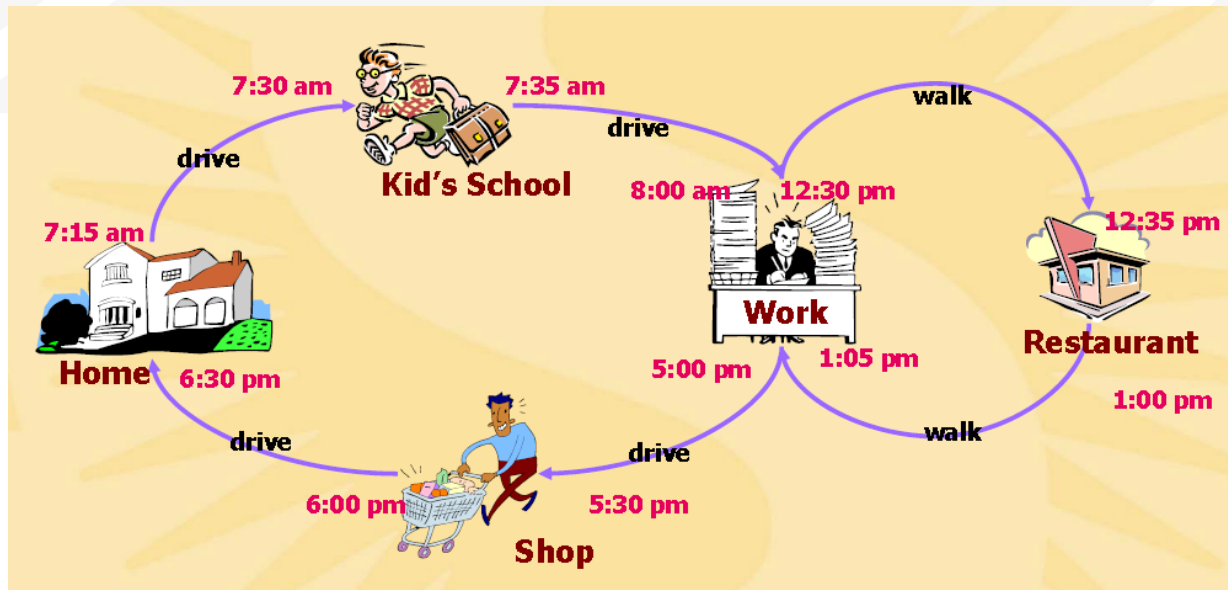 7:30 am
7:35 am
walk
drive
drive
Kid's School
8:00 am
12:30 pm
12:35 pm
7:15 am
Work
Restaurant
Home
6:30 pm
5:00 pm
1:05 pm
1:00 pm
drive
drive
walk
6:00 pm
5:30 pm
Shop